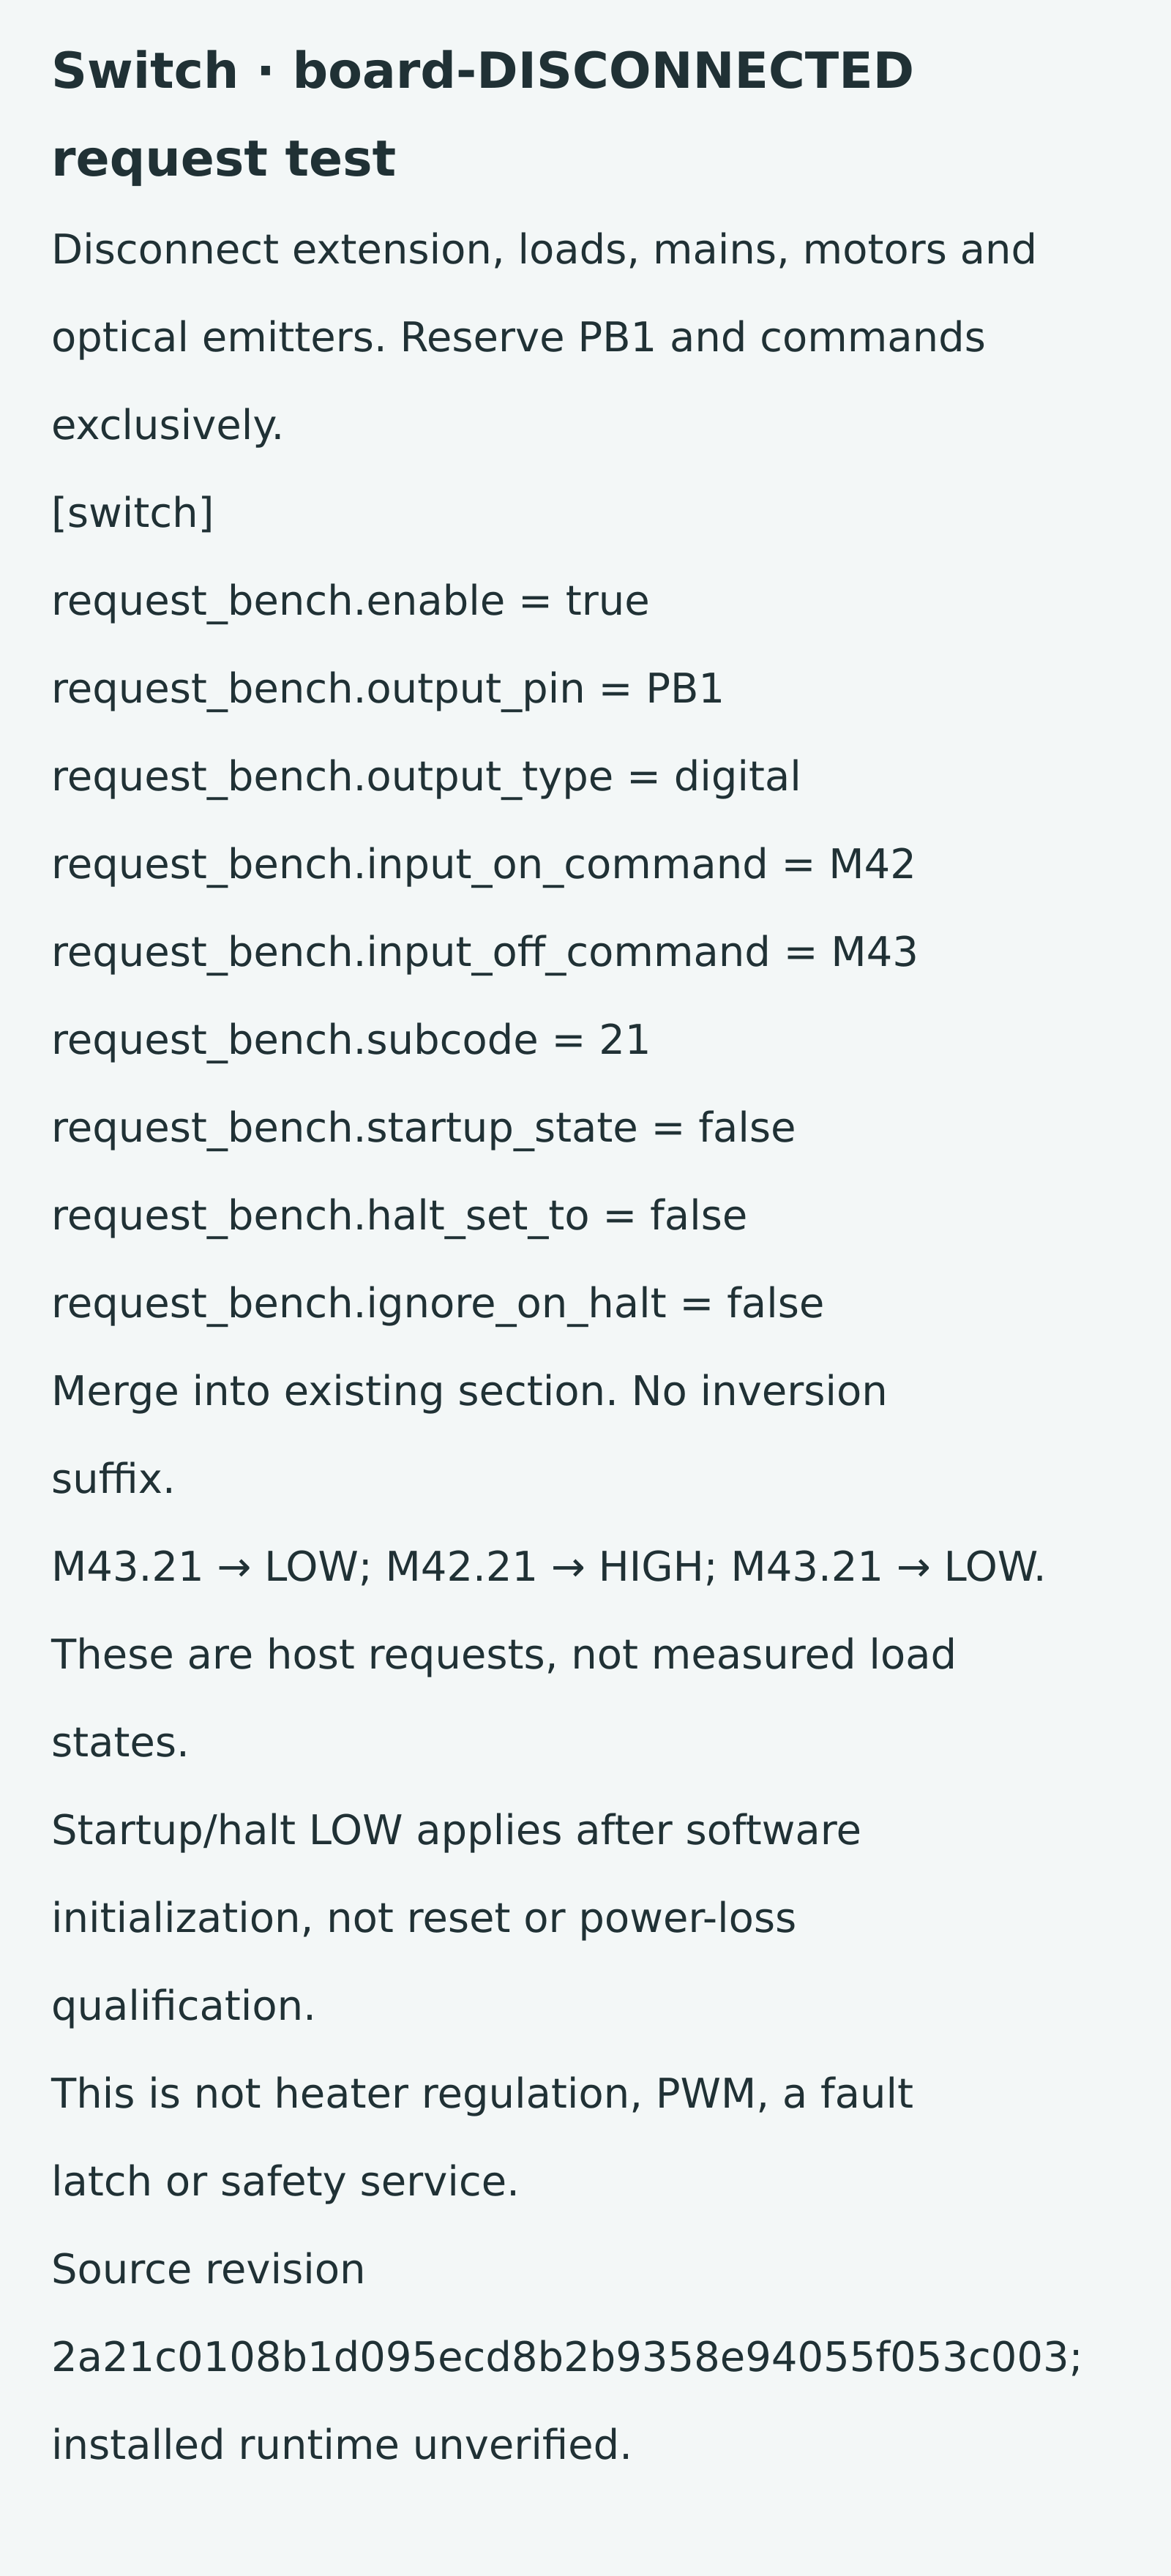 Switch · board-DISCONNECTED
request test
Disconnect extension, loads, mains, motors and
optical emitters. Reserve PB1 and commands
exclusively.
[switch]
request_bench.enable = true
request_bench.output_pin = PB1
request_bench.output_type = digital
request_bench.input_on_command = M42
request_bench.input_off_command = M43
request_bench.subcode = 21
request_bench.startup_state = false
request_bench.halt_set_to = false
request_bench.ignore_on_halt = false
Merge into existing section. No inversion
suffix.
M43.21 → LOW; M42.21 → HIGH; M43.21 → LOW.
These are host requests, not measured load
states.
Startup/halt LOW applies after software
initialization, not reset or power-loss
qualification.
This is not heater regulation, PWM, a fault
latch or safety service.
Source revision
2a21c0108b1d095ecd8b2b9358e94055f053c003;
installed runtime unverified.